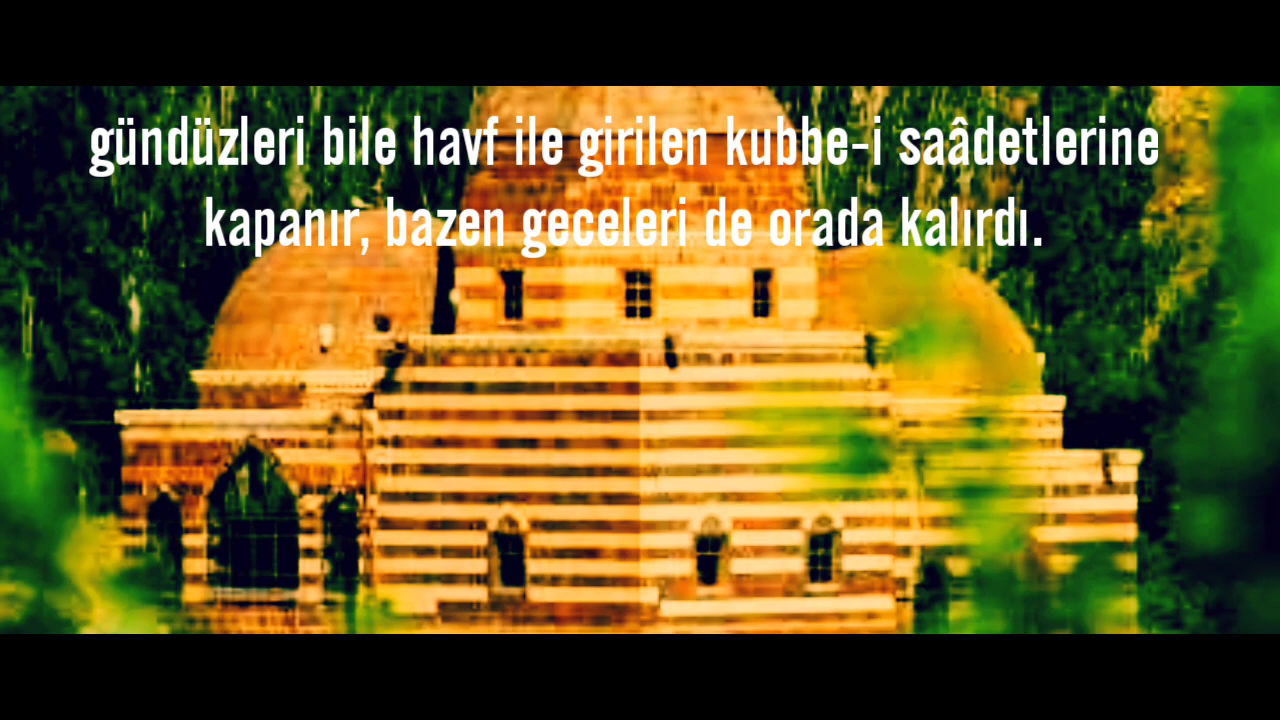 gündüzleri bile havf ile girilen kubbe-i saâdetlerine
kapanır, bazen geceleri de orada kalırdı.